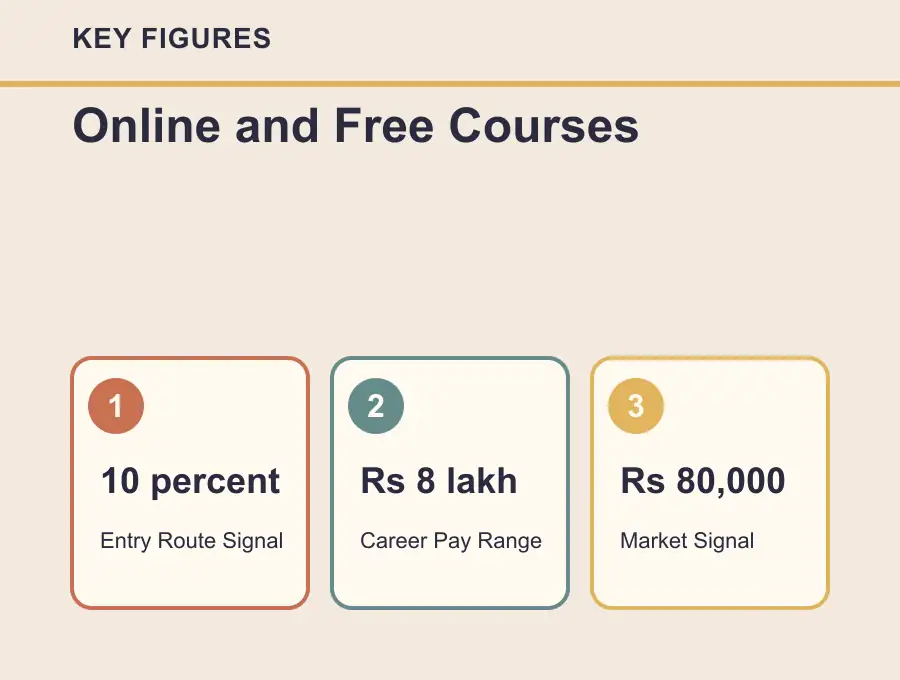 KEY FIGURES
Online and Free Courses
1
10 percent
Entry Route Signal
2
Rs 8 lakh
Career Pay Range
3
Rs 80,000
Market Signal